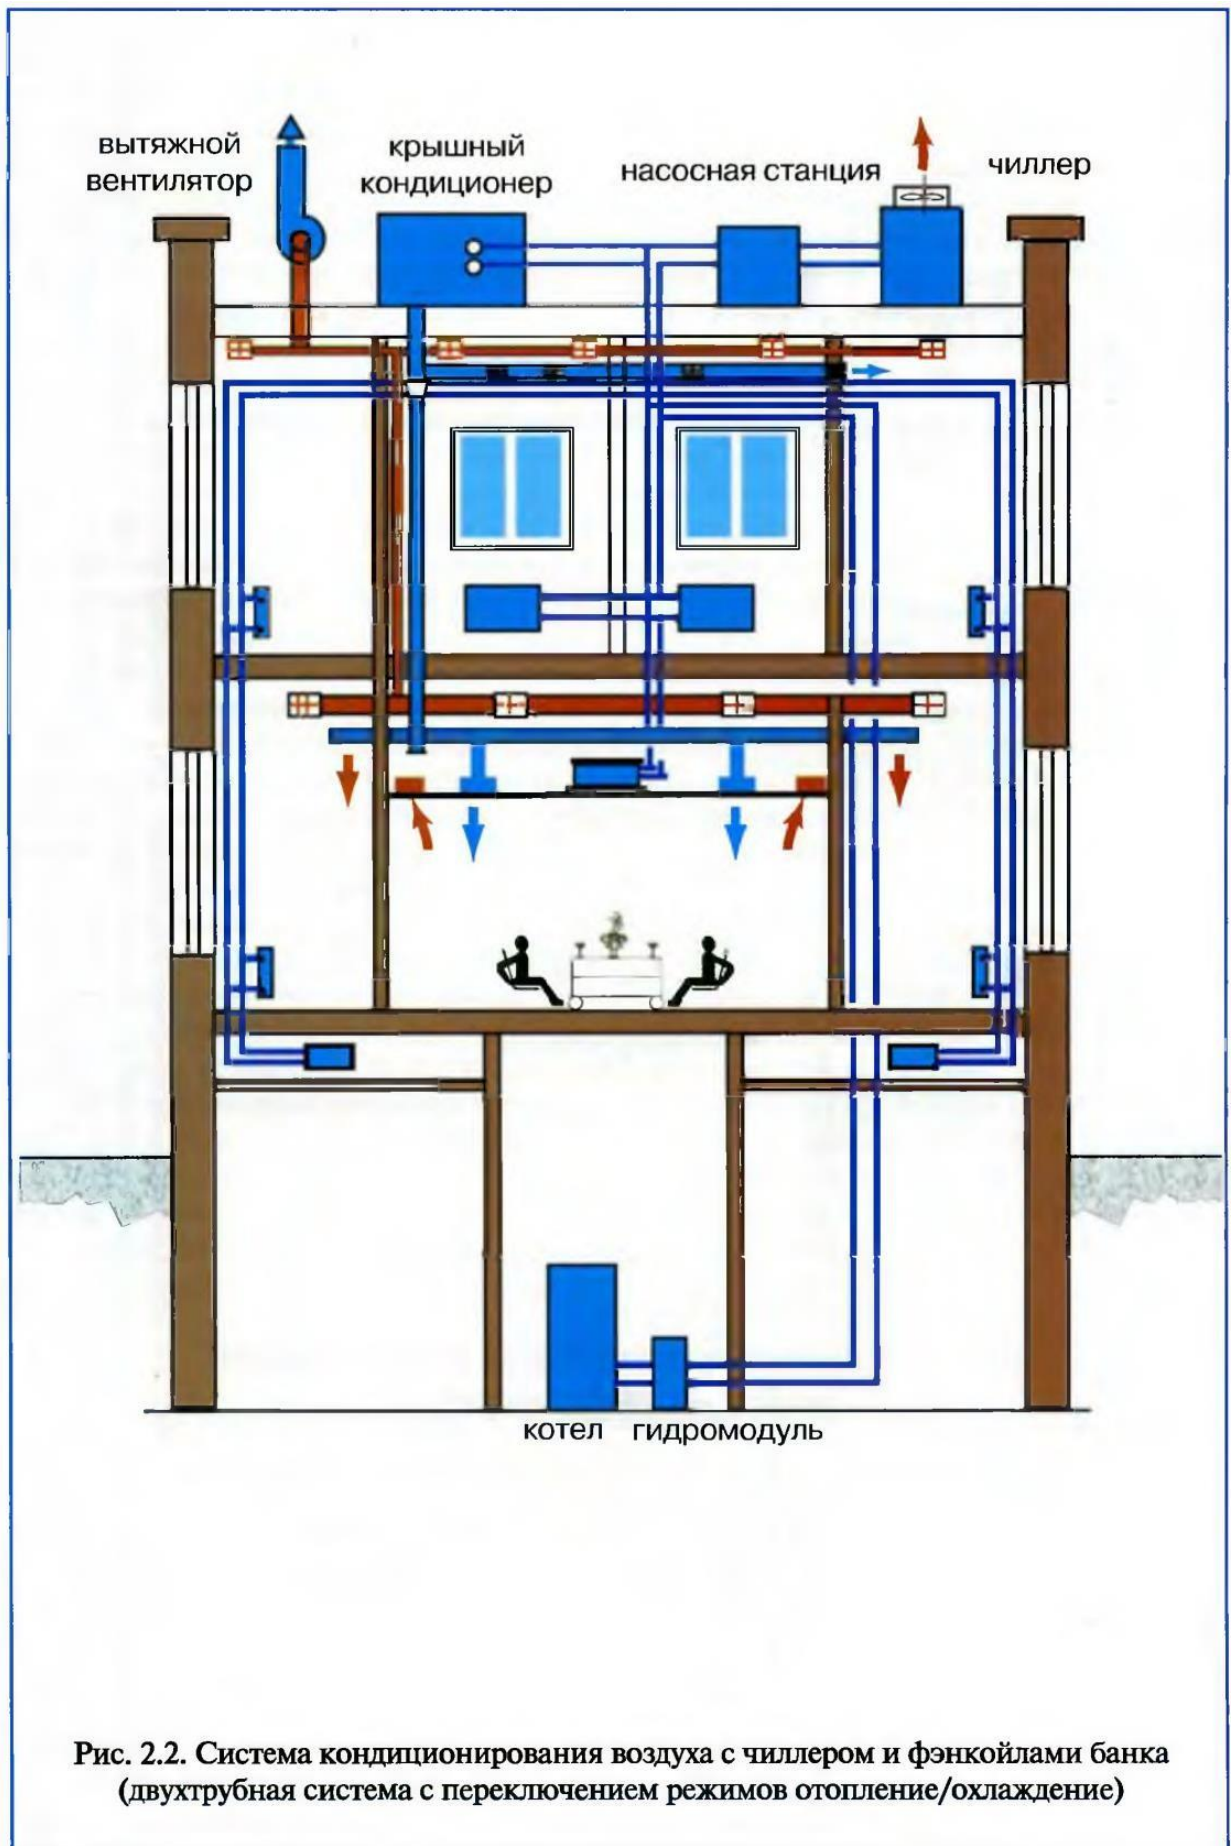 вытяжной
вентилятор
крышный
кондиционер
насосная станция
чиллер
котел
гидромодуль
Рис. 2.2. Система кондиционирования воздуха с чиллером и фэнкойлами банка
(двухтрубная система с переключением режимов отопление/охлаждение)